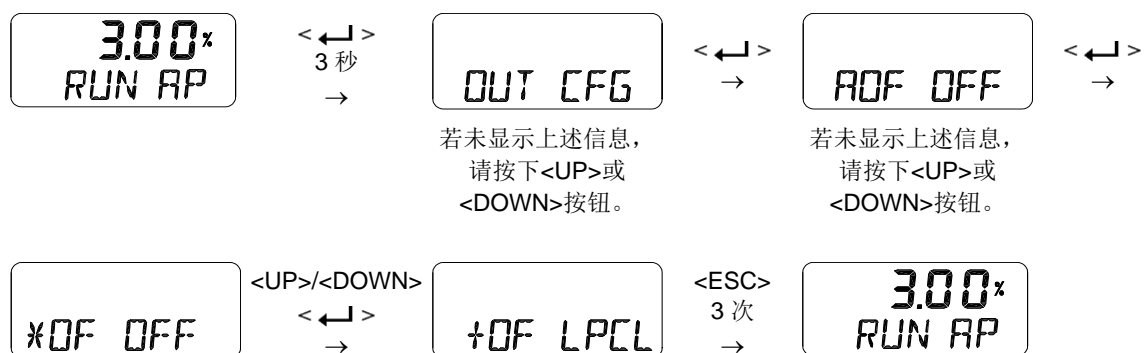 3.00%
RUN AP
< ↵ >
3 秒
→
OUT CFG
若未显示上述信息，
请按下<UP>或
<DOWN>按钮。
< ↵ >
→
AOF OFF
若未显示上述信息，
请按下<UP>或
<DOWN>按钮。
< ↵ >
→
*OF OFF
<UP>/<DOWN>
< ↵ >
→
+OF LPCL
<ESC>
3 次
→
3.00%
RUN AP